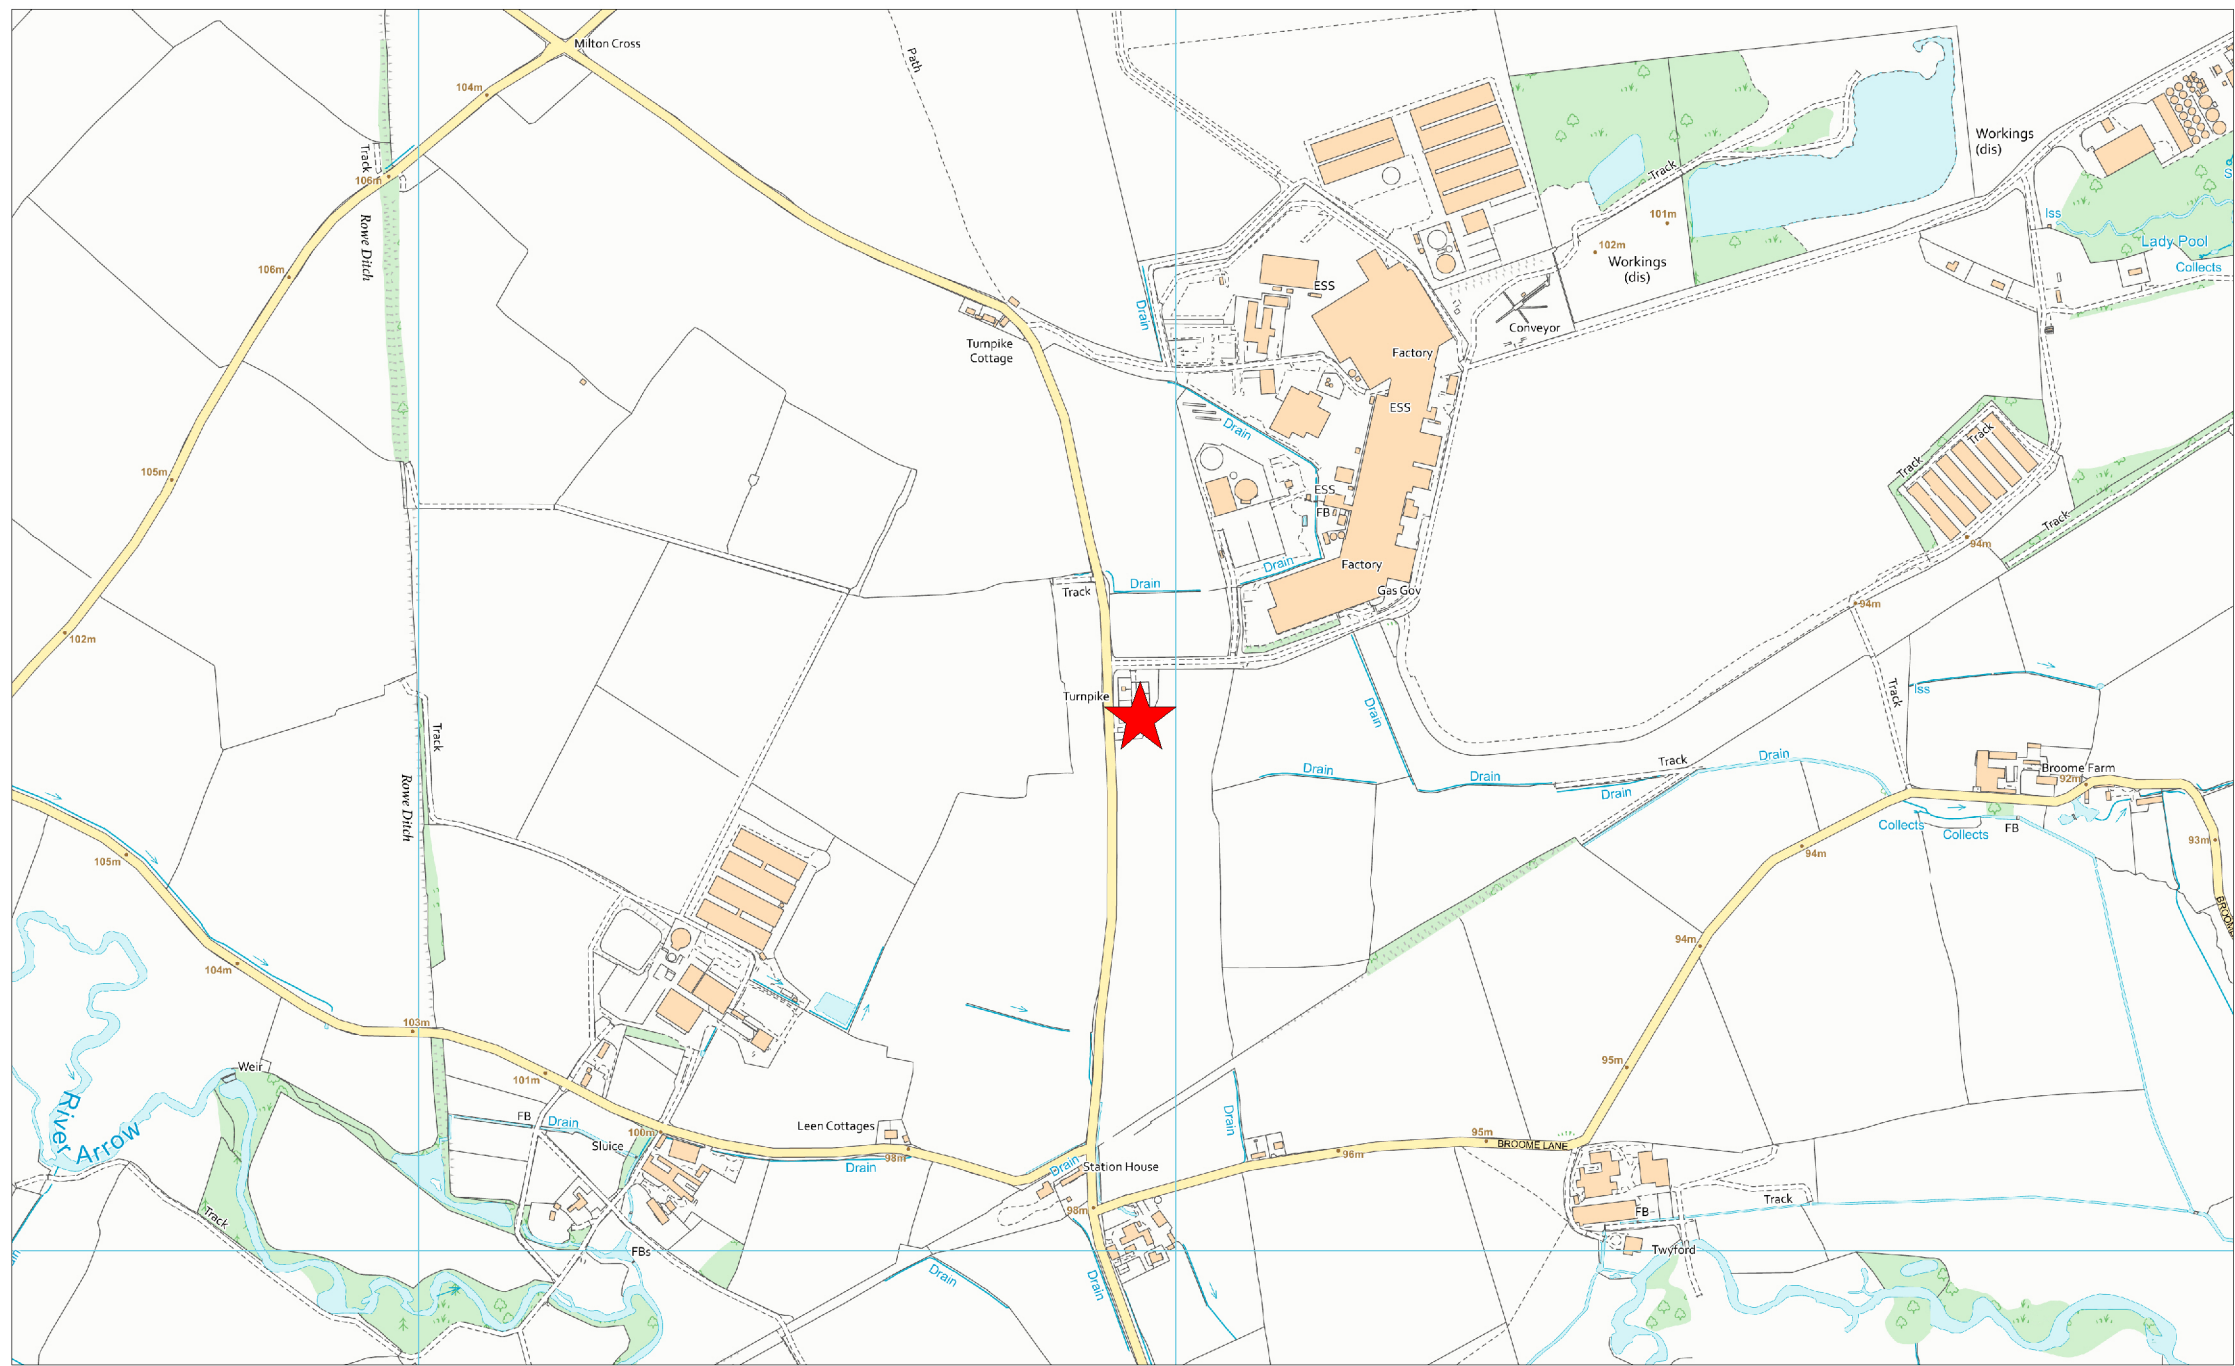 Milton Cross
Path
104m
Track
106m
Rowe Ditch
106m
105m
102m
Turnpike
Cottage
Drain
ESS
Factory
ESS
Drain
ESS
FB
Drain
Factory
Gas Gov
Conveyor
Workings
(dis)
101m
102m
Track
Workings
(dis)
Iss
Lady Pool
Collects
S
Track
Track
Track
94m
94m
Track
Drain
Turnpike
Track
Rowe Ditch
Drain
Drain
Drain
Track
Drain
Drain
Track
Iss
Broome Farm
92m
Collects
Collects
FB
94m
93m
94m
95m
105m
104m
103m
101m
Weir
River
Arrow
FB
Drain
100m
Sluice
Leen Cottages
98m
Drain
Drain
Station House
98m
Drain
96m
95m
BROOME LANE
Track
FB
Twyford
Track
FBs
Drain
Drain